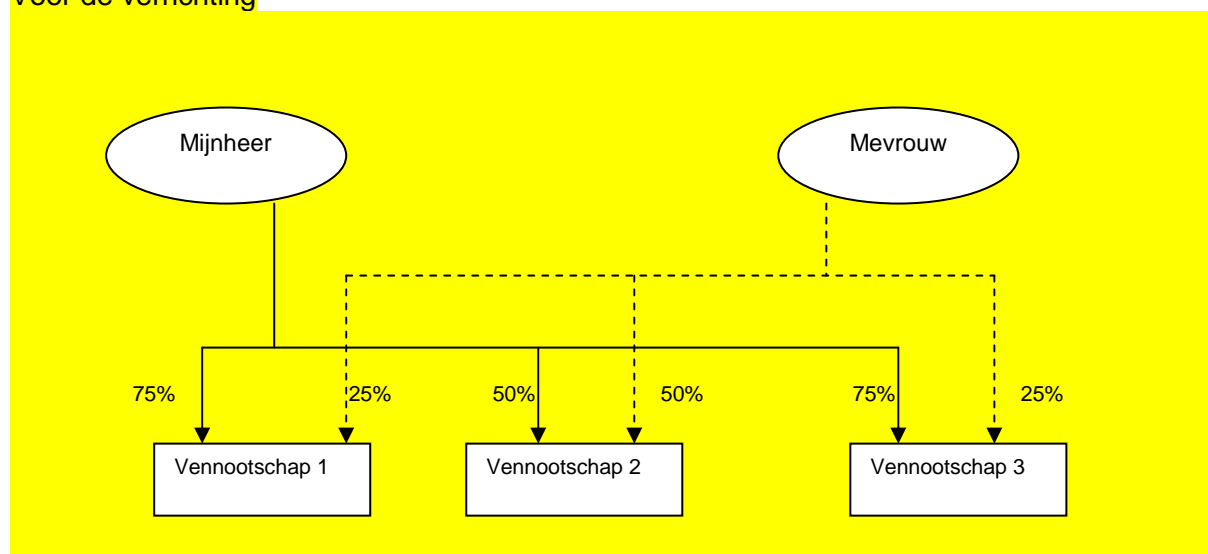 Voor de verrichting
Mijnheer
Mevrouw
75%
25%
50%
50%
75%
25%
Vennootschap 1
Vennootschap 2
Vennootschap 3